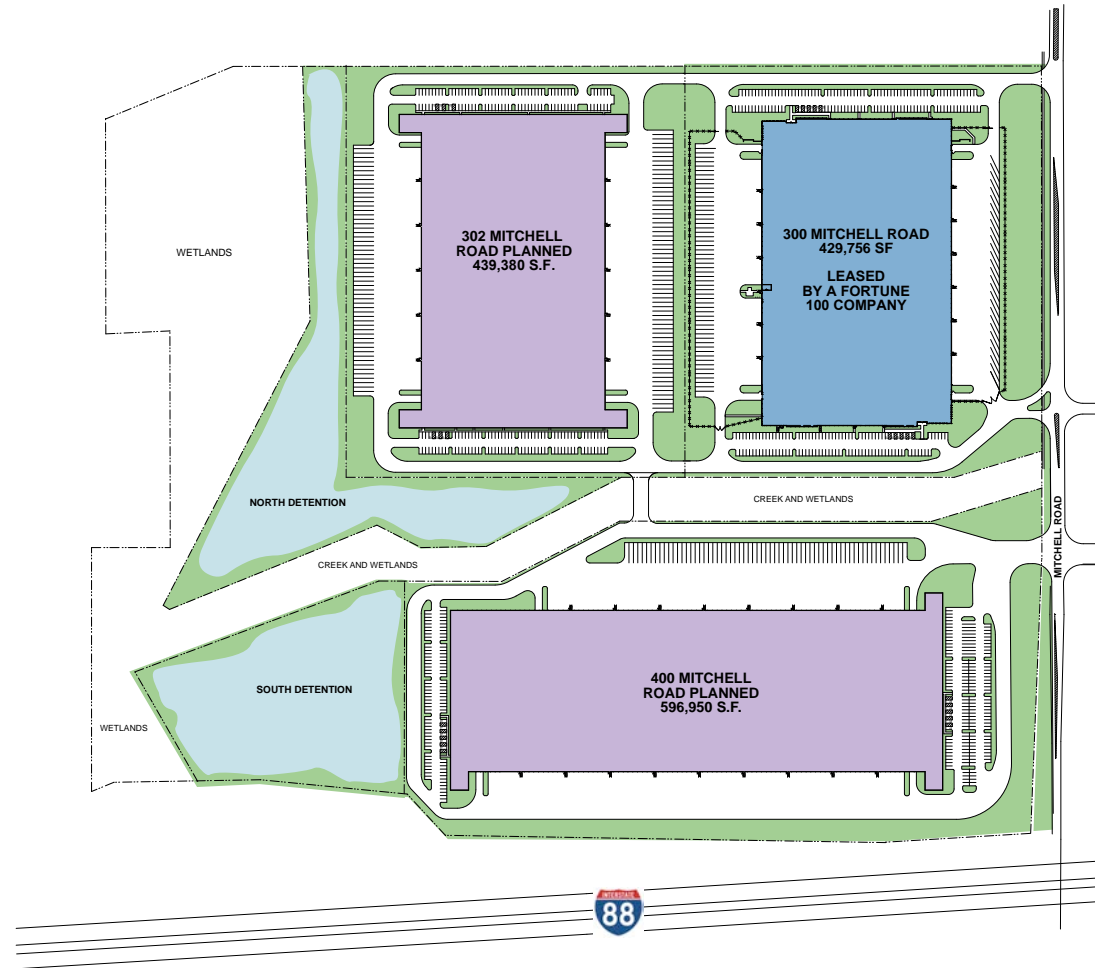 302 MITCHELL
ROAD PLANNED
439,380 S.F.
300 MITCHELL ROAD
429,756 SF
LEASED
BY A FORTUNE
100 COMPANY
WETLANDS
NORTH DETENTION
CREEK AND WETLANDS
CREEK AND WETLANDS
MITCHELL ROAD
SOUTH DETENTION
400 MITCHELL
ROAD PLANNED
596,950 S.F.
WETLANDS
INTERSTATE
88